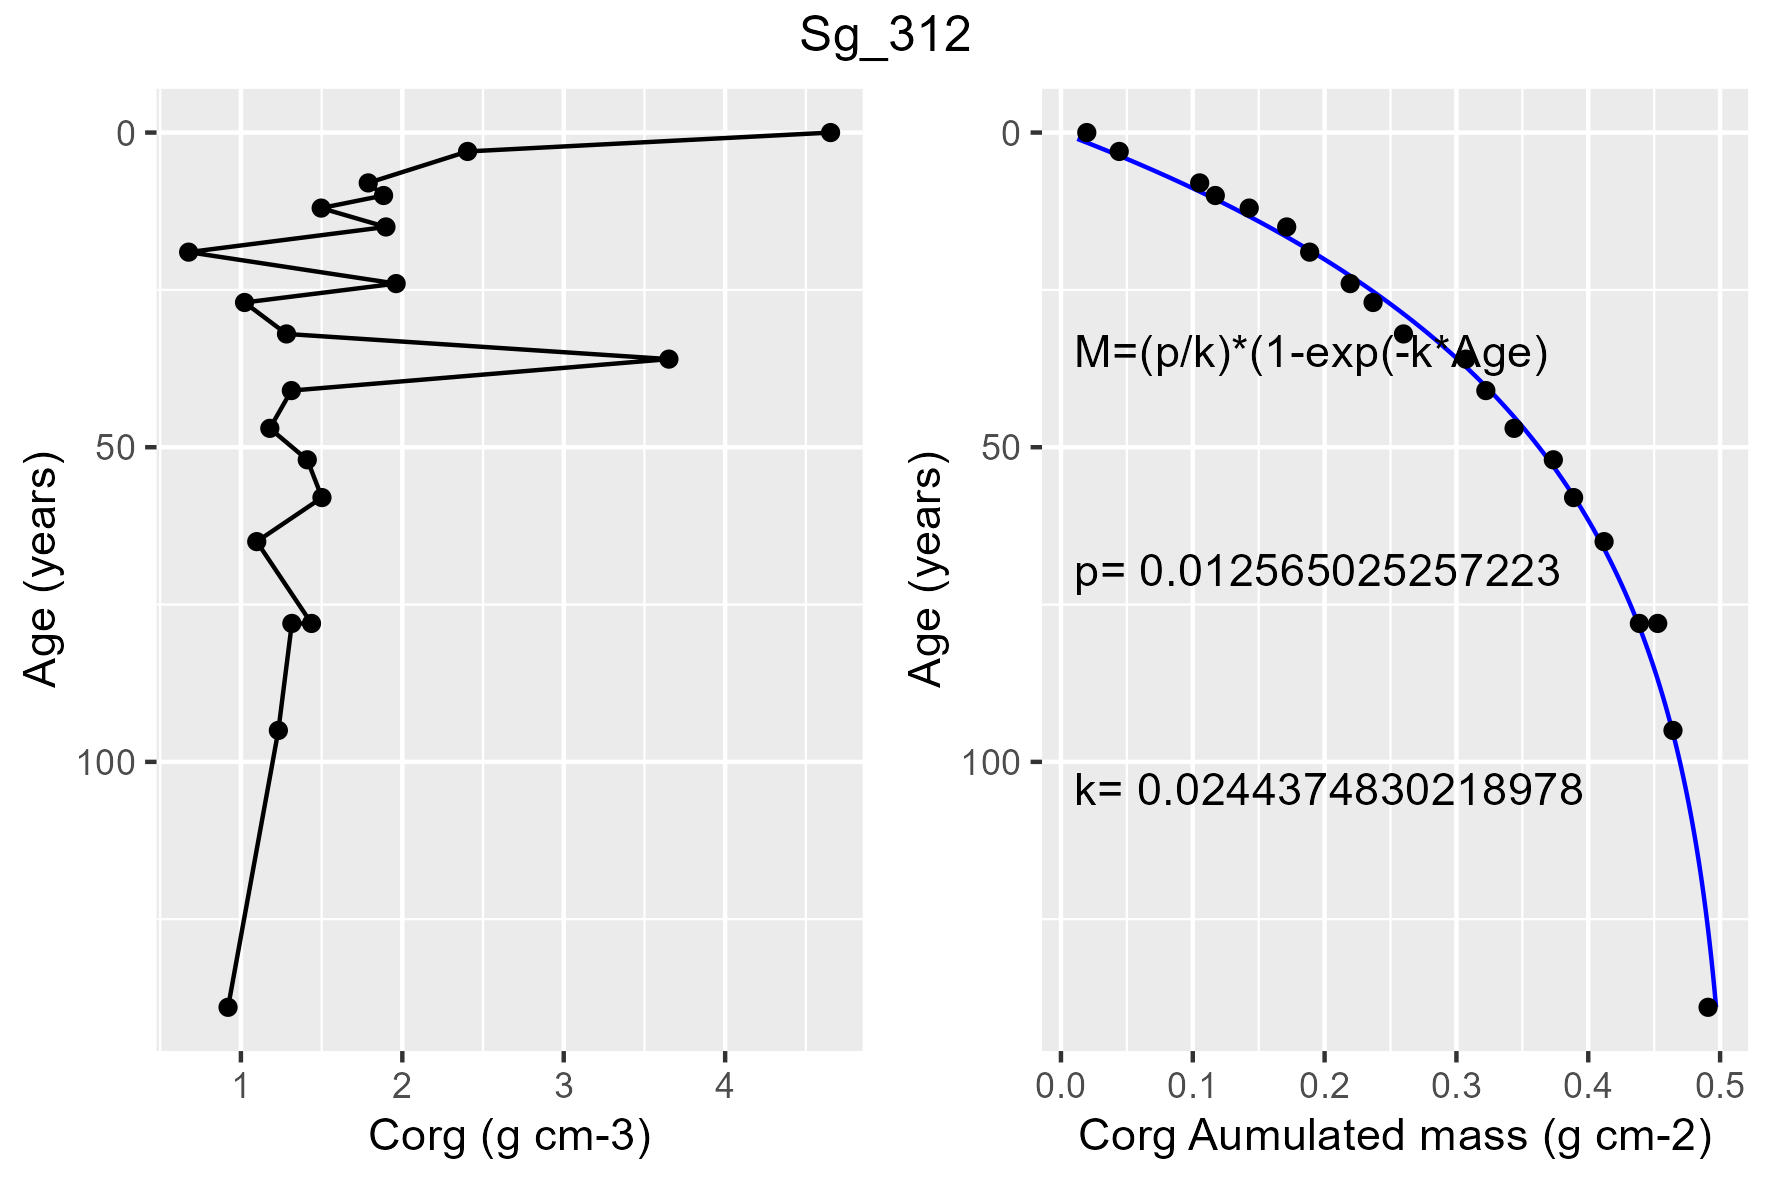 Sg_312
0
50
100
Age (years)
1 2 3 4
Corg (g cm-3)
0
50
100
Age (years)
M=(p/k)*(1-exp(-k*Age)
p= 0.012565025257223
k= 0.0244374830218978
0.0 0.1 0.2 0.3 0.4 0.5
Corg Aumulated mass (g cm-2)